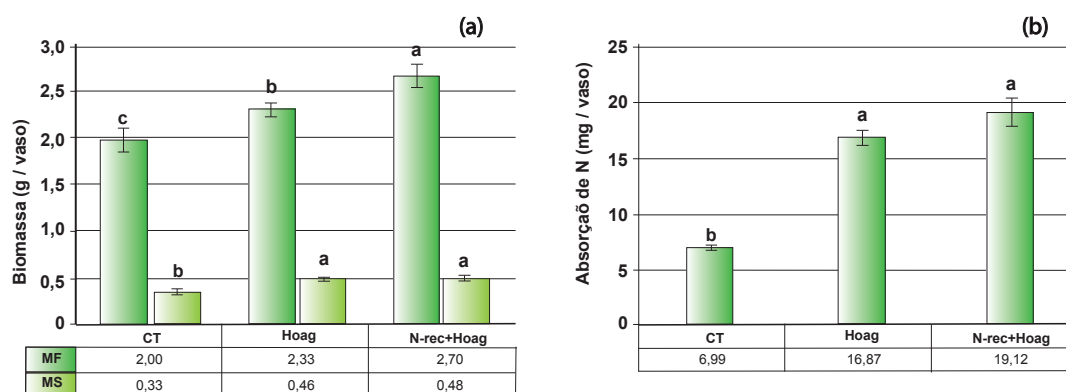 (a)
Biomassa (g / vaso)
3,0
2,5
2,0
1,5
1,0
0,5
0
c
b
b
a
a
a
CT Hoag N-rec+Hoag
MF 2,00 2,33 2,70
MS 0,33 0,46 0,48
(b)
Absorçaõ de N (mg / vaso)
25
20
15
10
5
0
b
a
a
CT Hoag N-rec+Hoag
6,99 16,87 19,12